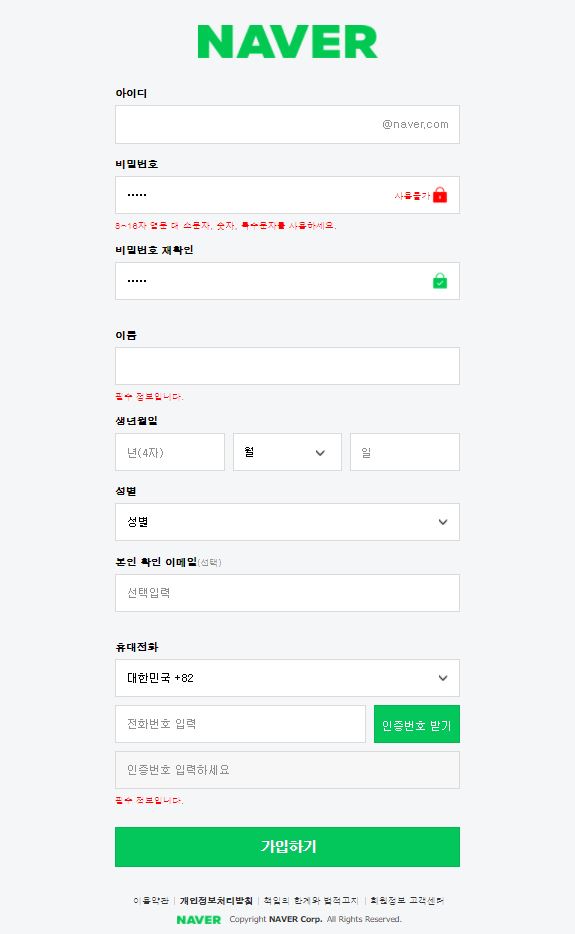 NAVER
아이디
@naver.com
비밀번호
•••••
사용불가
8~16자 영문 대 소문자, 숫자, 특수문자를 사용하세요.
비밀번호 재확인
•••••
이름
필수 정보입니다.
생년월일
년(4자) 월 일
성별
성별
본인 확인 이메일(선택)
선택입력
휴대전화
대한민국 +82
전화번호 입력 인증번호 받기
인증번호 입력하세요
필수 정보입니다.
가입하기
이용약관 | 개인정보처리방침 | 책임의 한계와 법적고지 | 회원정보 고객센터
NAVER Copyright NAVER Corp. All Rights Reserved.